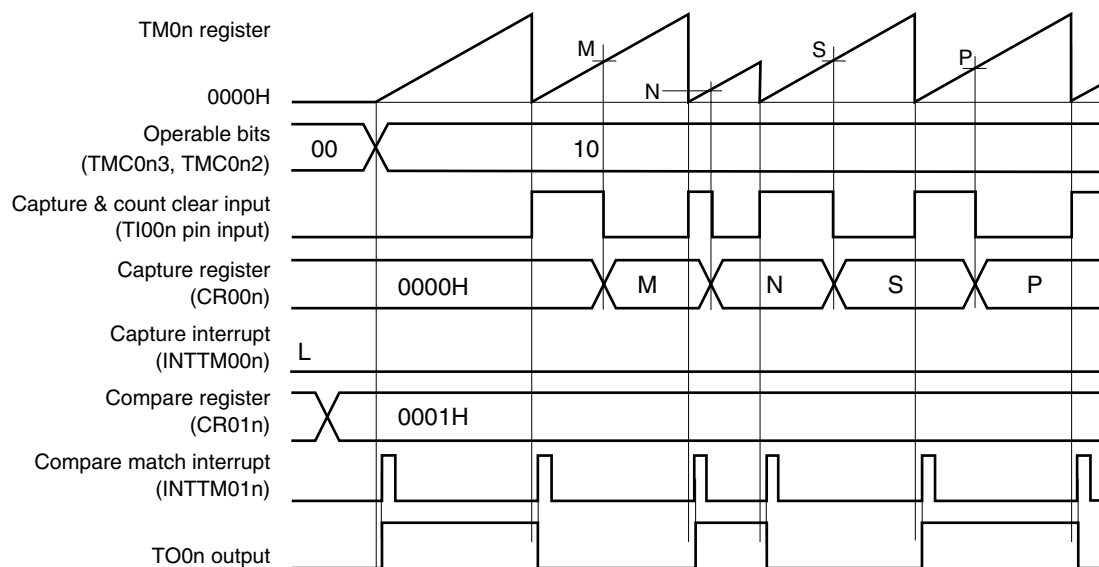 TM0n register
M
S
P
N
0000H
Operable bits
(TMC0n3, TMC0n2)
00
10
Capture & count clear input
(TI00n pin input)
Capture register
(CR00n)
0000H
M
N
S
P
Capture interrupt
(INTTM00n)
L
Compare register
(CR01n)
0001H
Compare match interrupt
(INTTM01n)
TO0n output